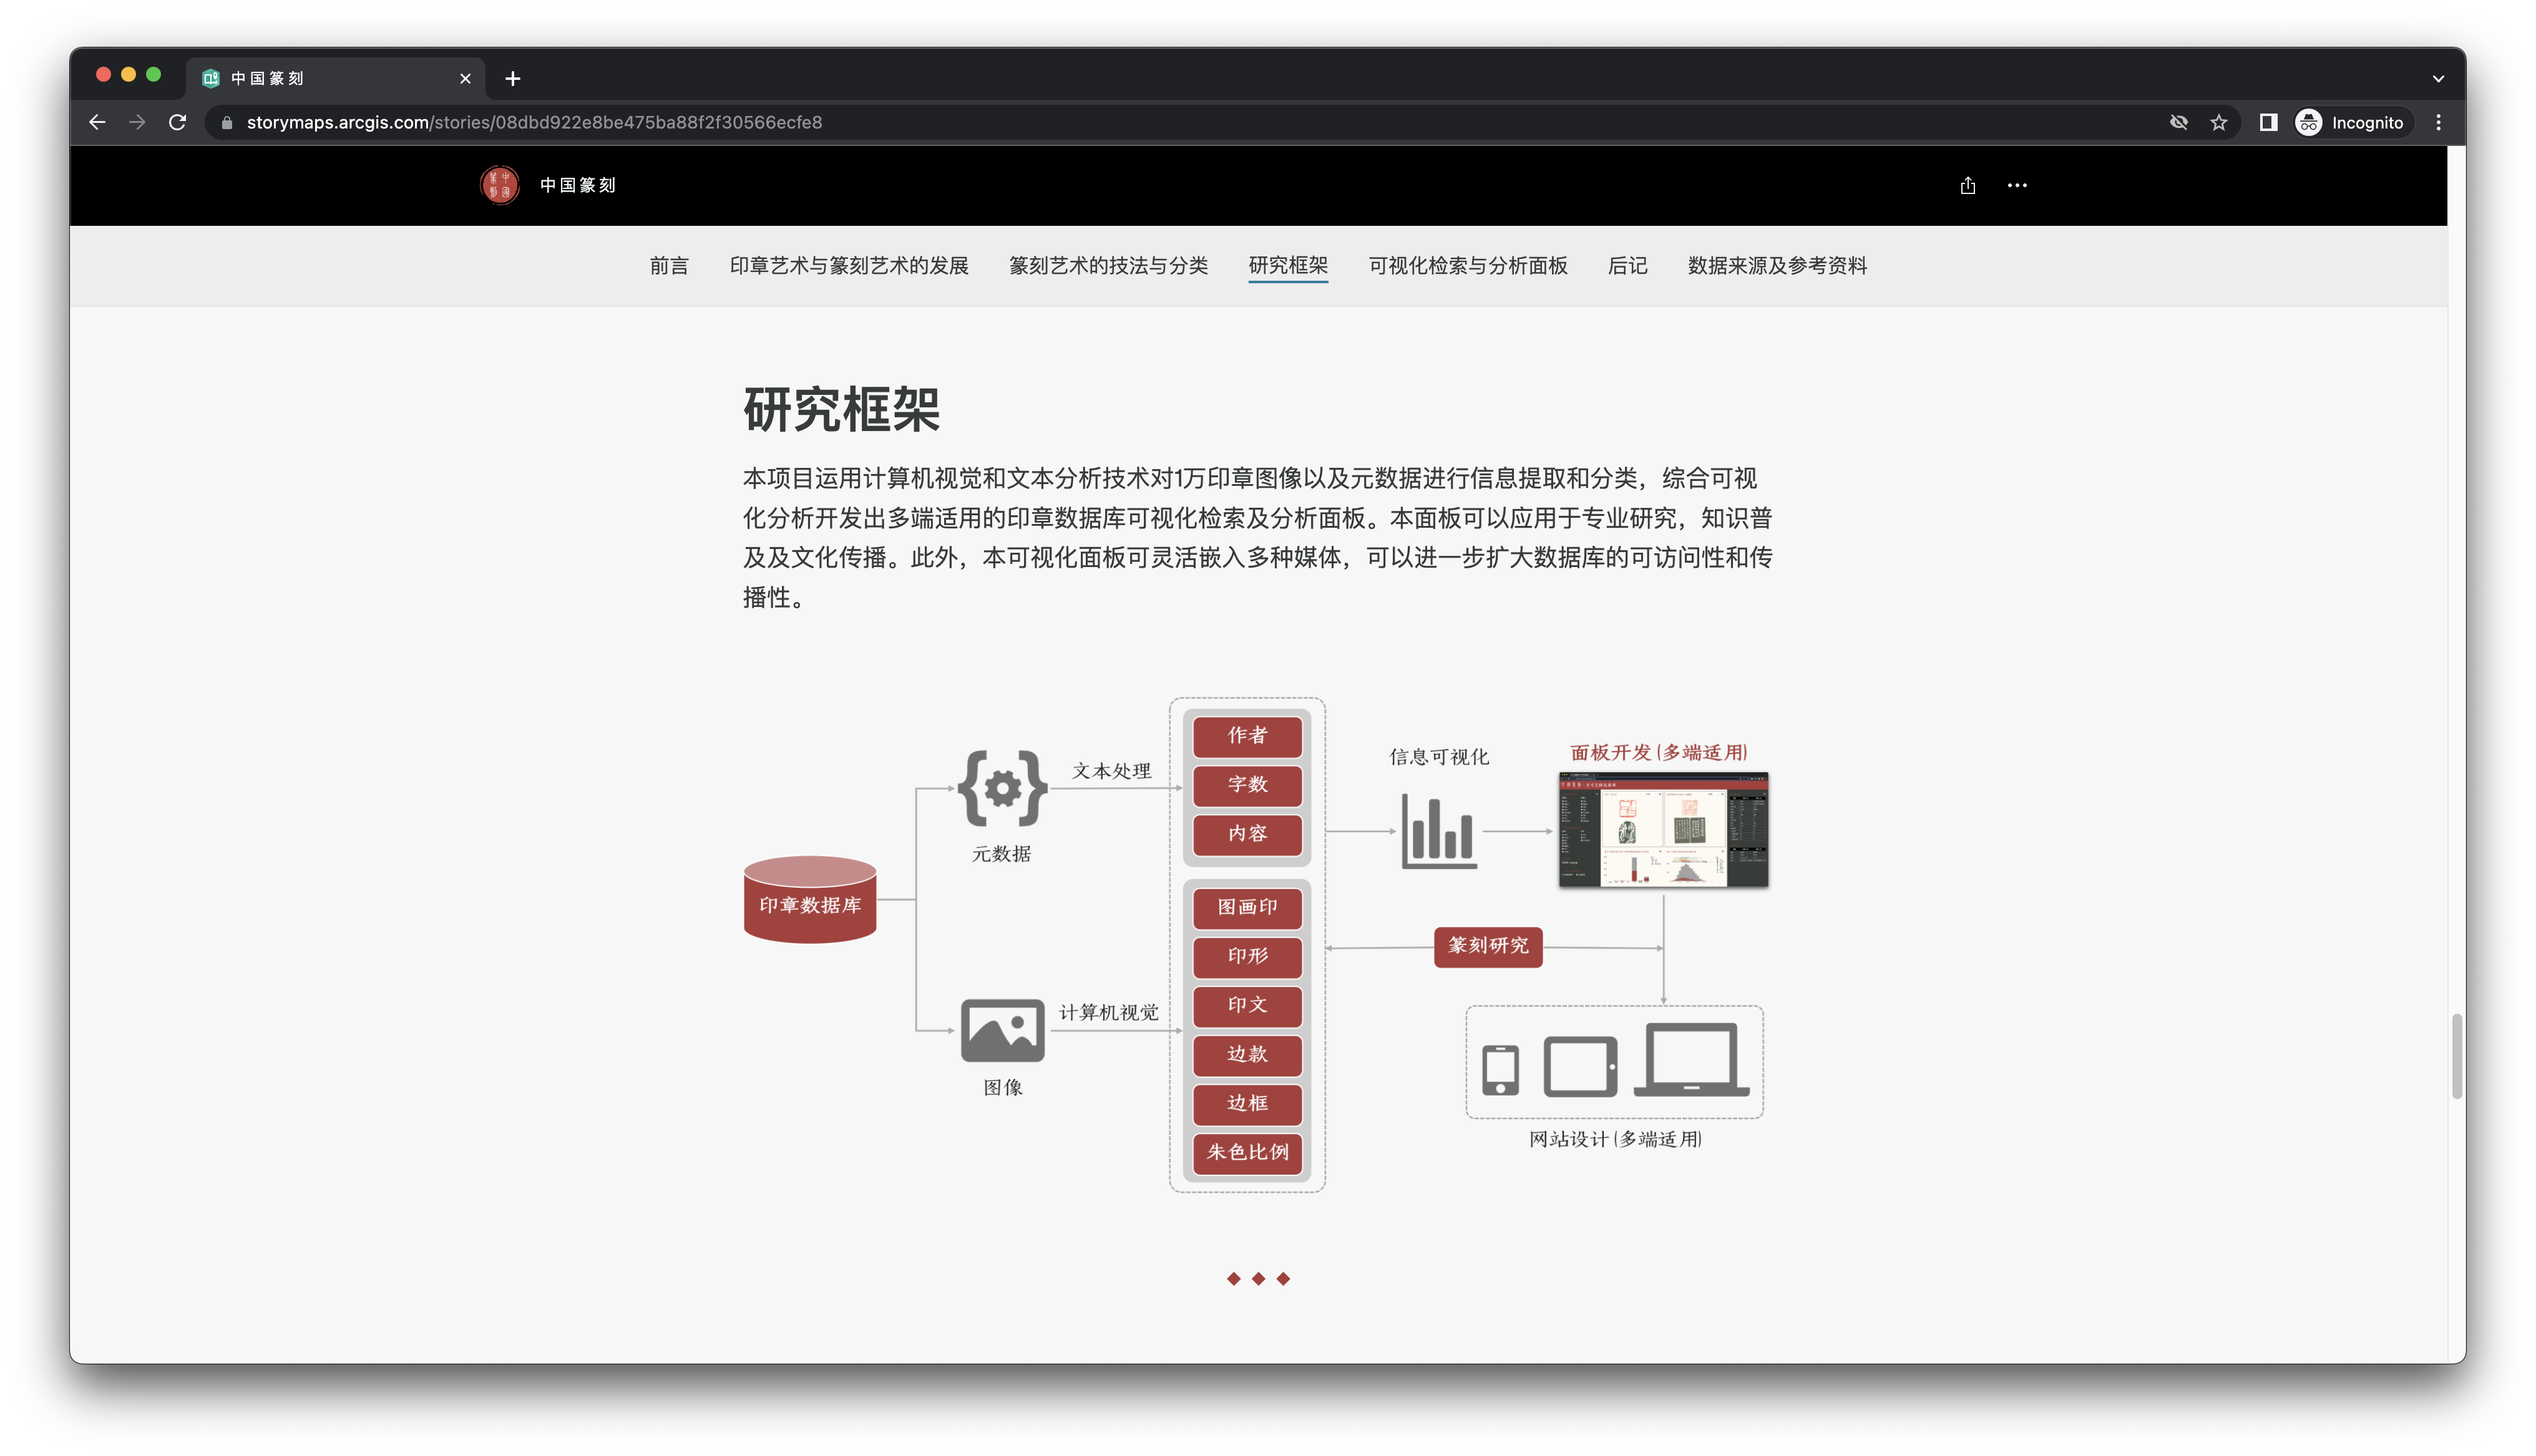 中国篆刻
storymaps.arcgis.com/stories/08dbd922e8be475ba88f2f30566ecfe8
Incognito
中国篆刻
前言 印章艺术与篆刻艺术的发展 篆刻艺术的技法与分类 研究框架 可视化检索与分析面板 后记 数据来源及参考资料
研究框架
本项目运用计算机视觉和文本分析技术对1万印章图像以及元数据进行信息提取和分类，综合可视
化分析开发出多端适用的印章数据库可视化检索及分析面板。本面板可以应用于专业研究，知识普
及及文化传播。此外，本可视化面板可灵活嵌入多种媒体，可以进一步扩大数据库的可访问性和传
播性。
印章数据库
元数据
文本处理
图像
计算机视觉
作者
字数
内容
图画印
印形
印文
边款
边框
朱色比例
信息可视化
面板开发(多端适用)
篆刻研究
网站设计(多端适用)